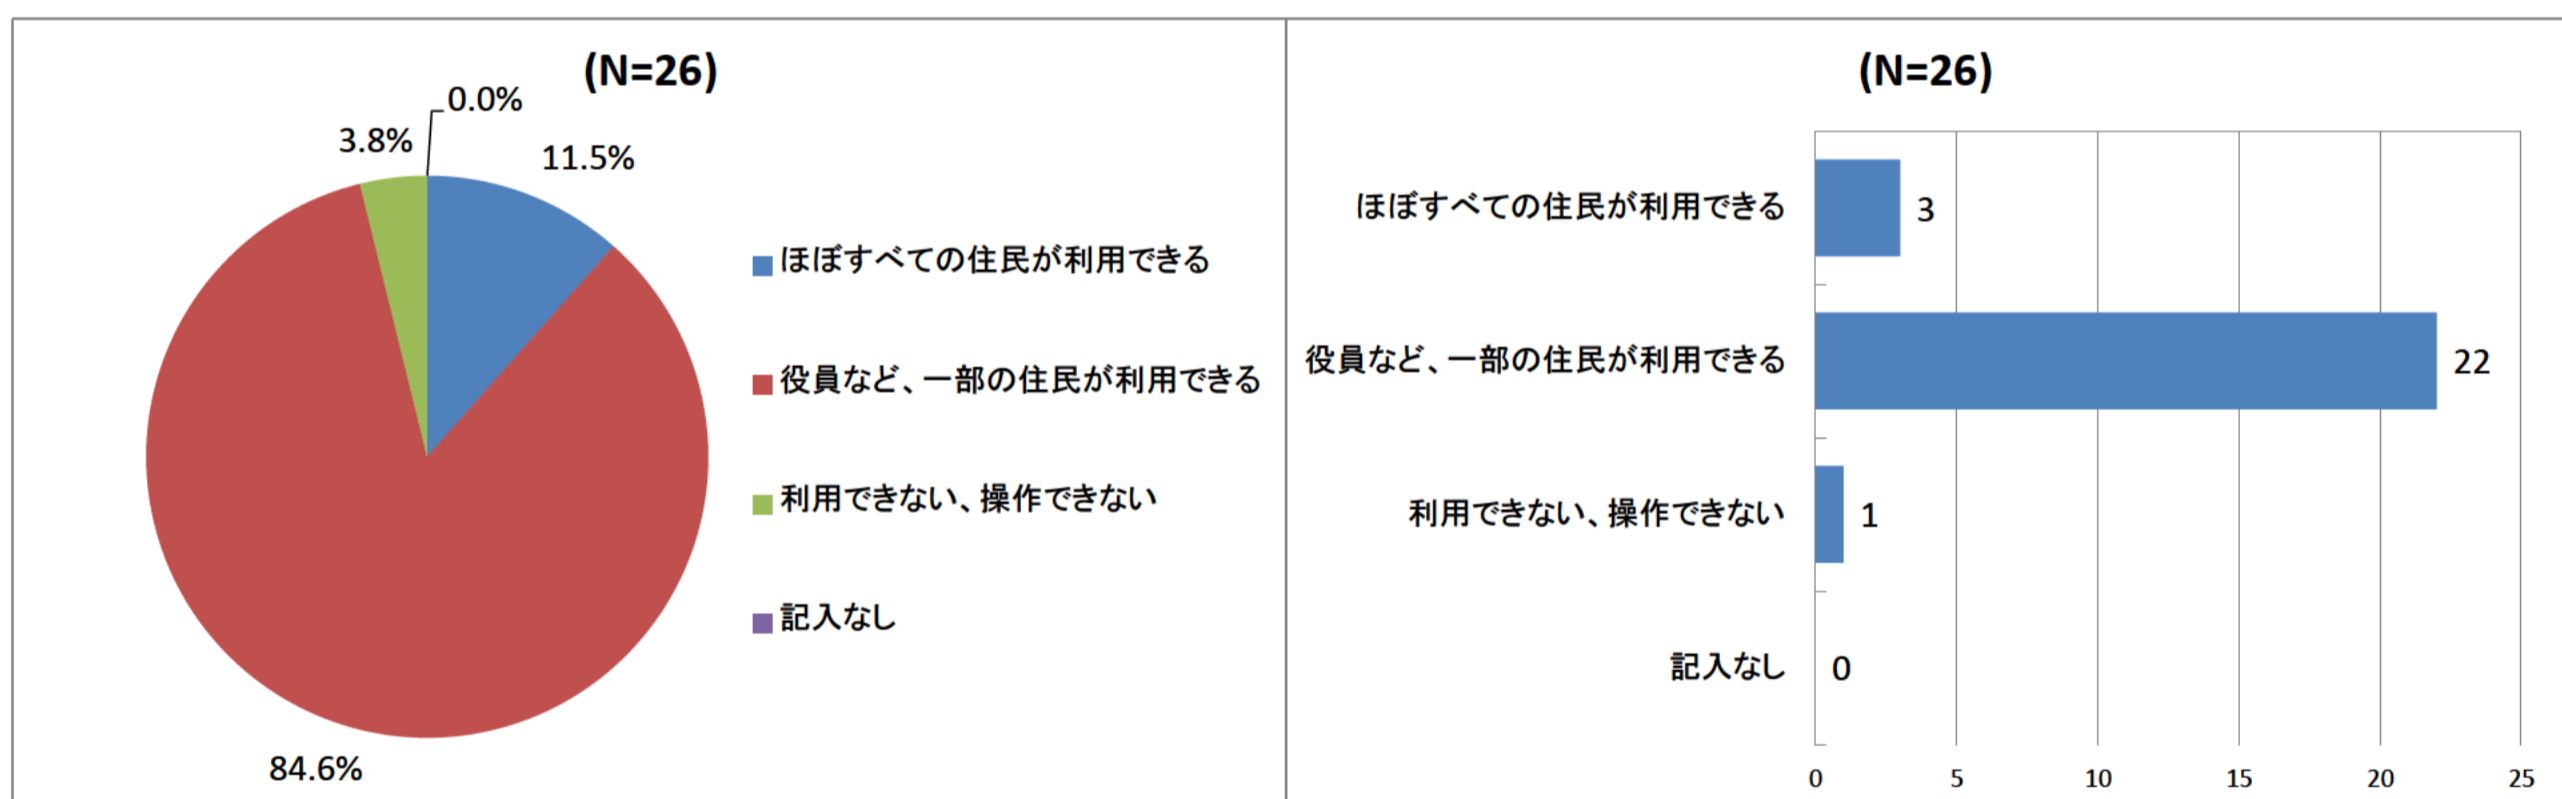 (N=26)
0.0%
3.8%
11.5%
84.6%
ほぼすべての住民が利用できる
役員など、一部の住民が利用できる
利用できない、操作できない
記入なし
(N=26)
ほぼすべての住民が利用できる
3
役員など、一部の住民が利用できる
22
利用できない、操作できない
1
記入なし
0
0 5 10 15 20 25